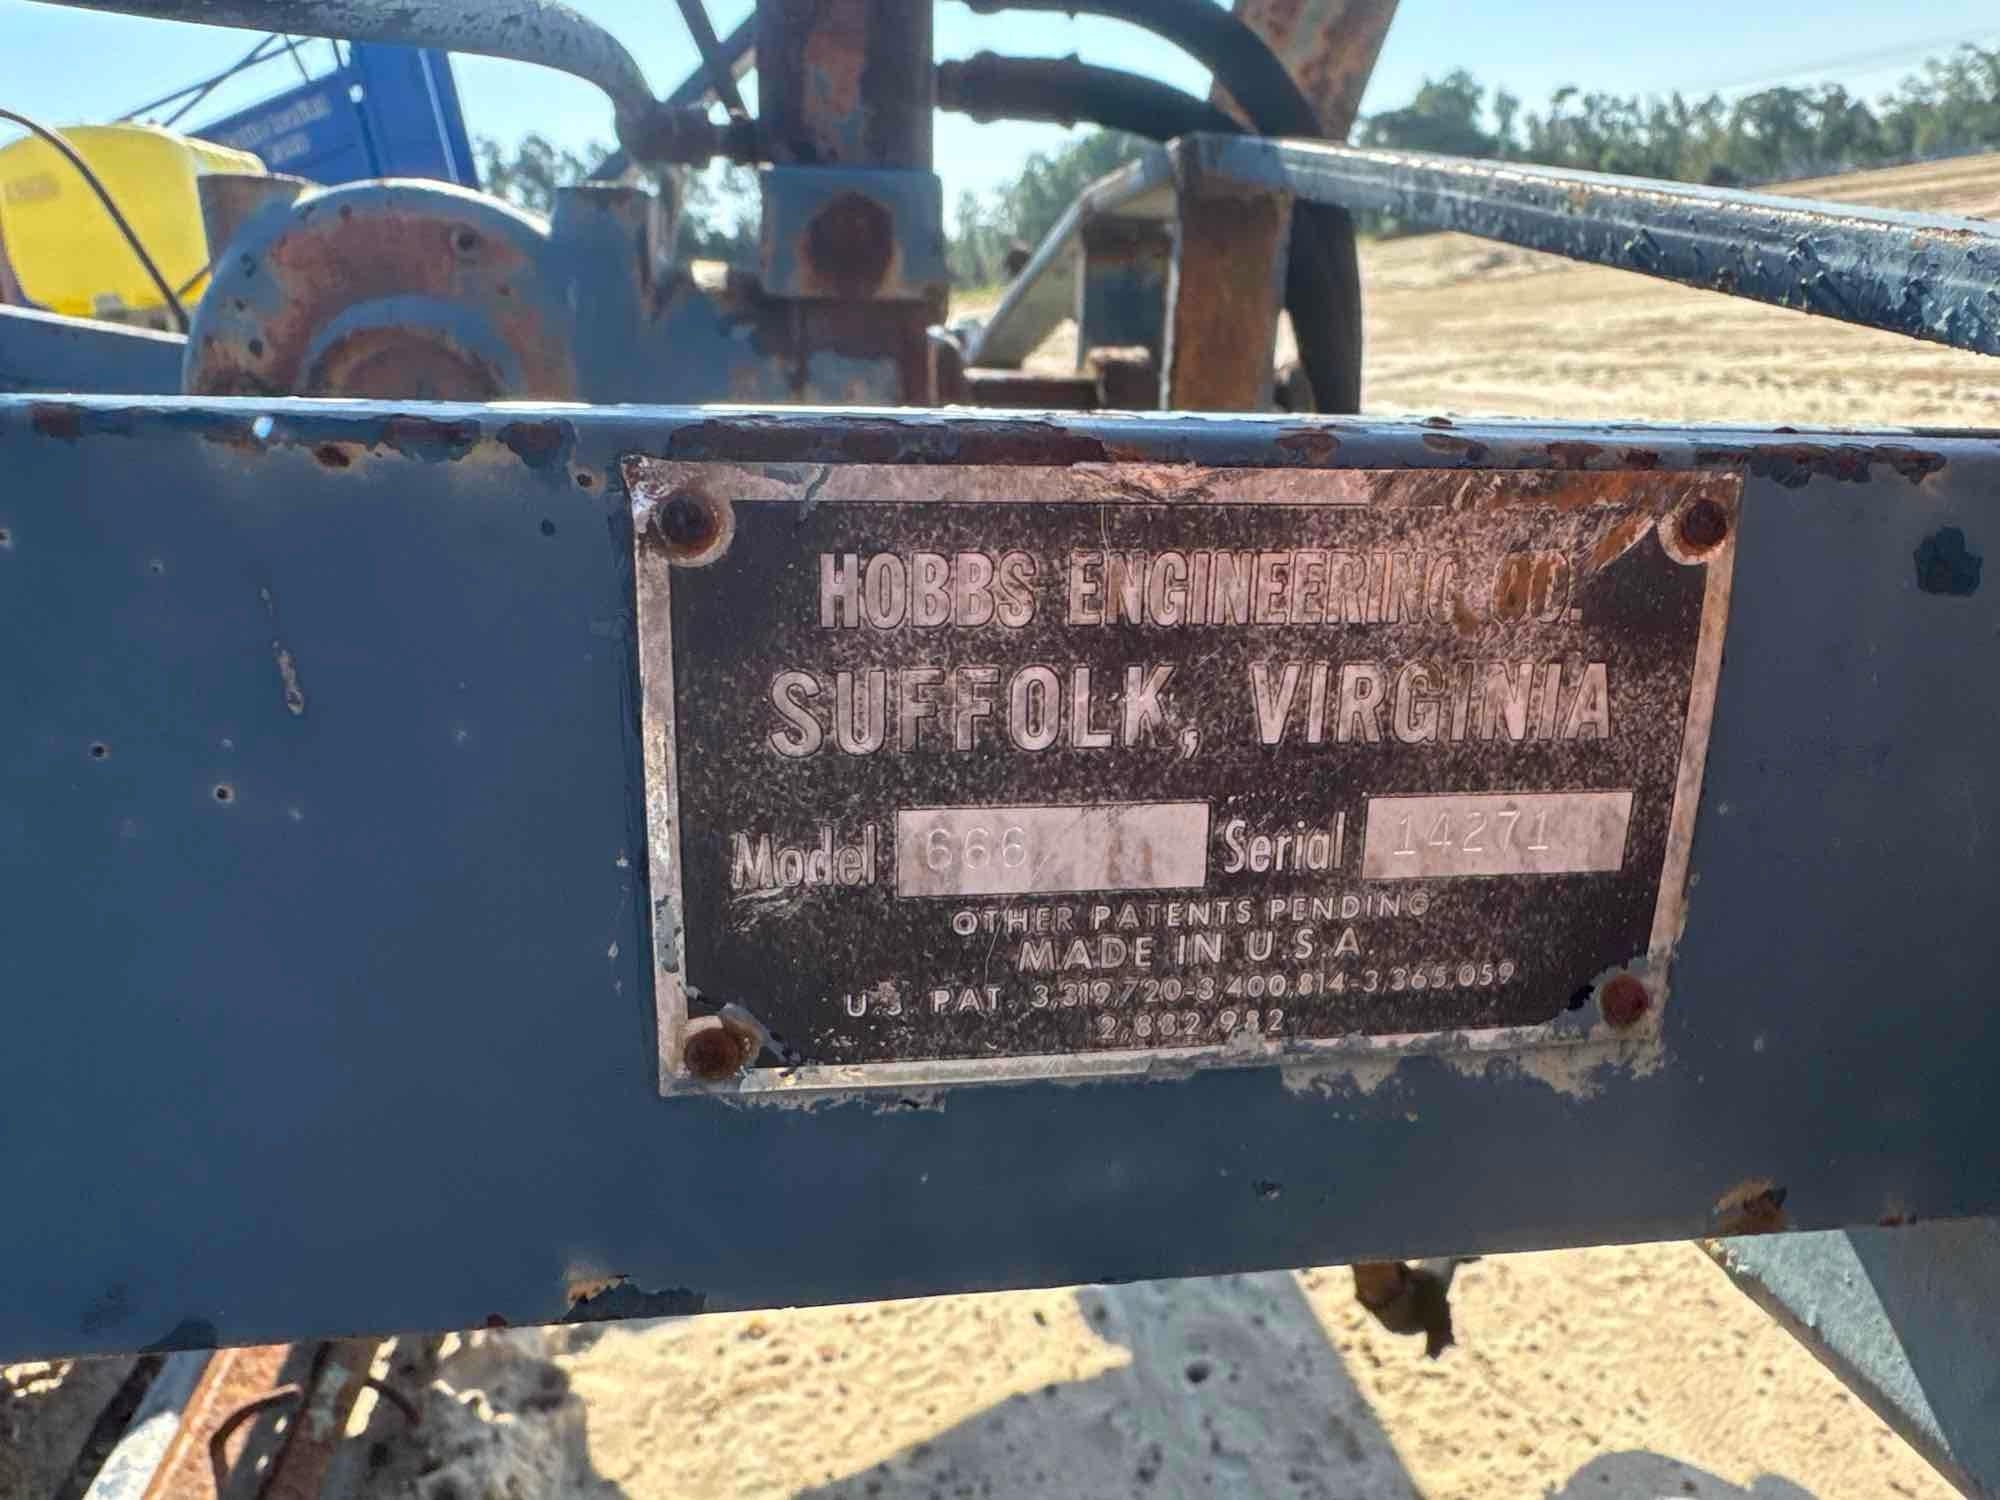 HOBBS ENGINEERING CO.
SUFFOLK, VIRGINIA
Model 666 Serial 14271
OTHER PATENTS PENDING
MADE IN U.S.A.
U.S. PAT. 3,319,720-3,400,814-3,365,059
2,882,982